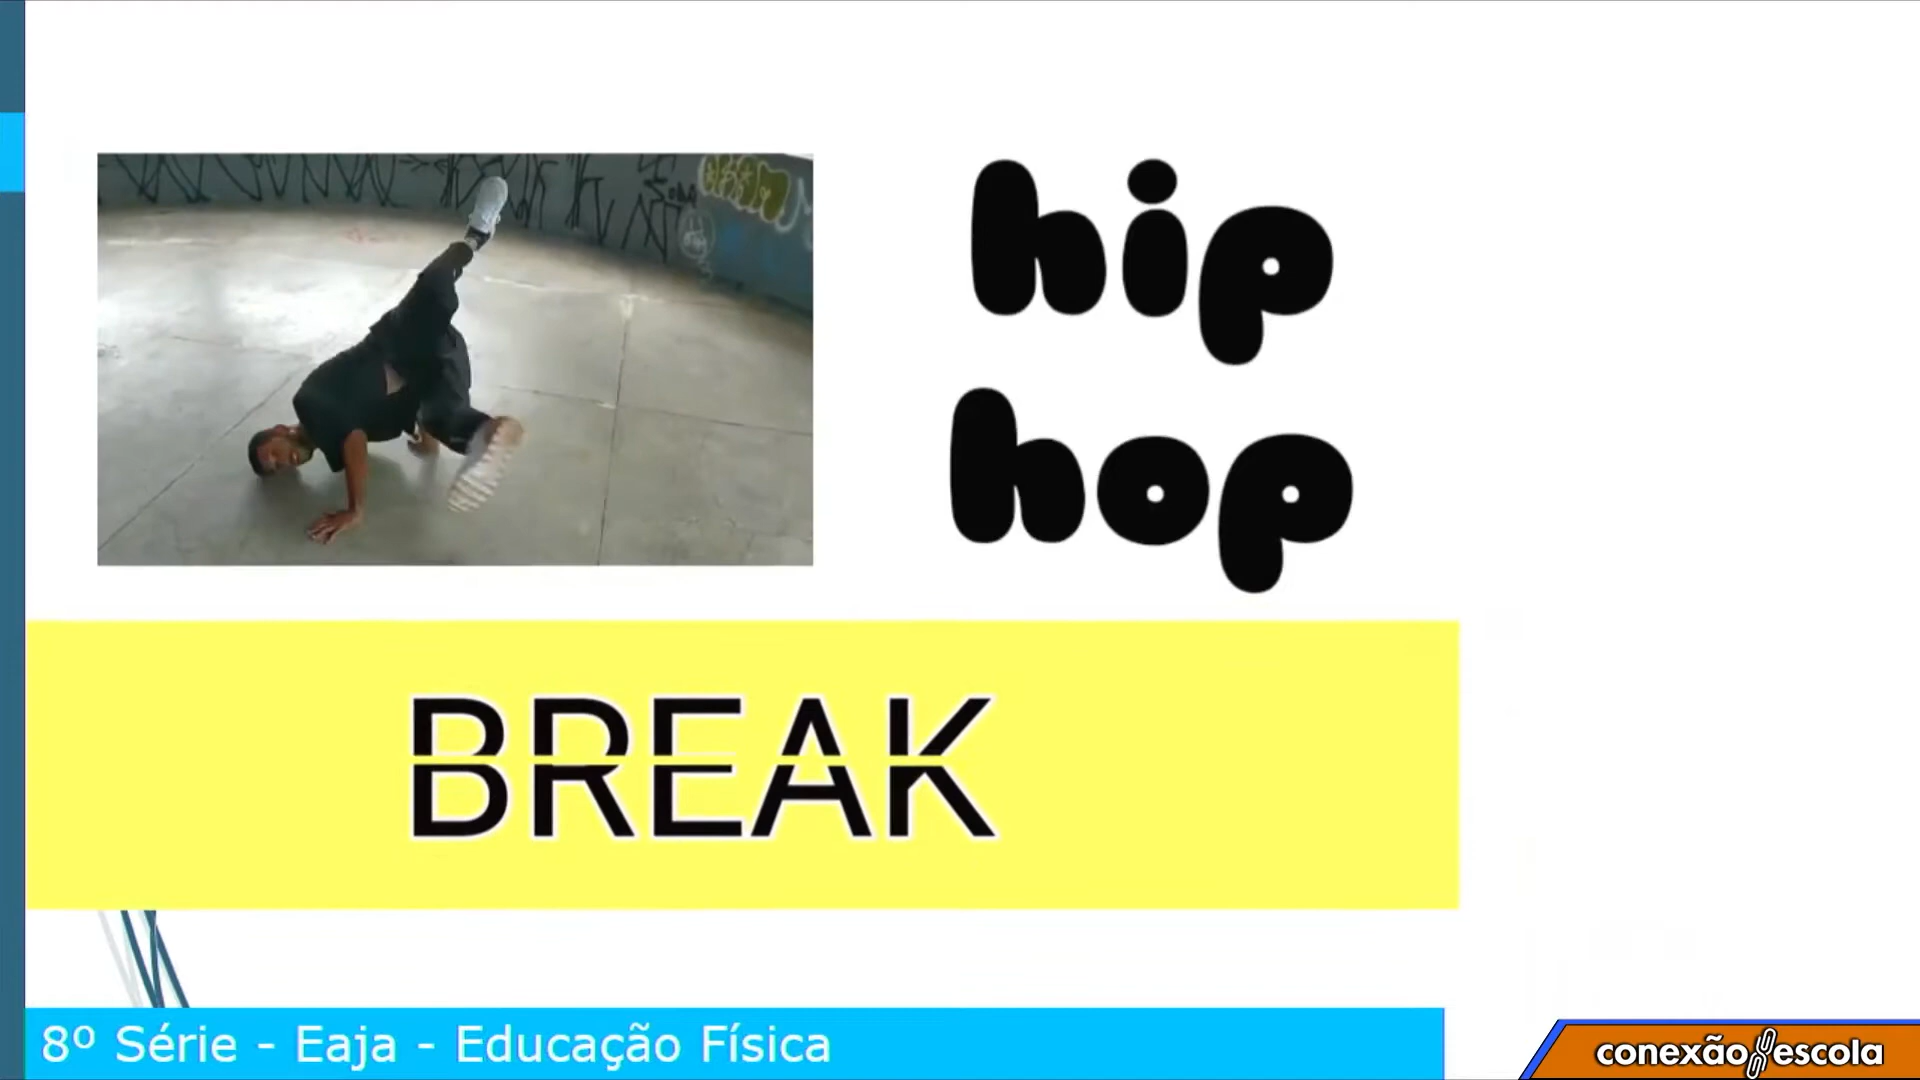 hip
hop
BREAK
8º Série - Eaja - Educação Física
conexão escola